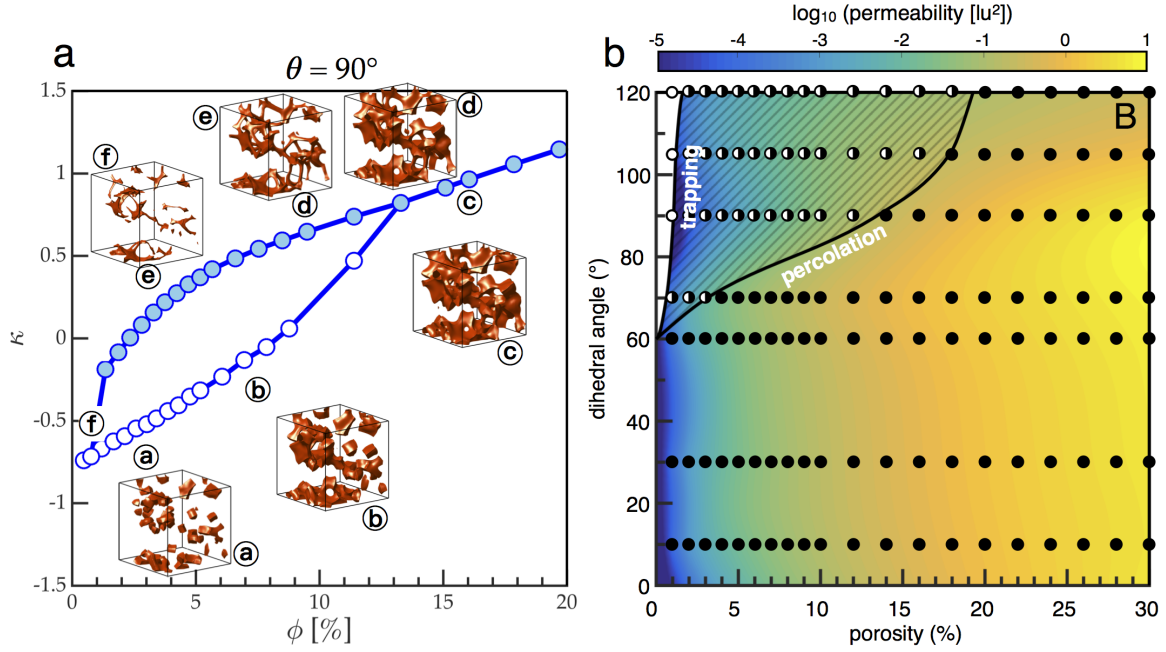 a
θ = 90°
κ
1.5
1
0.5
0
-0.5
-1
-1.5
0
5
10
15
20
ϕ [%]
f
e
e
d
d
c
c
b
b
a
a
f
b
log₁₀ (permeability [lu²])
-5
-4
-3
-2
-1
0
1
B
trapping
percolation
dihedral angle (°)
120
100
80
60
40
20
0
0
5
10
15
20
25
30
porosity (%)